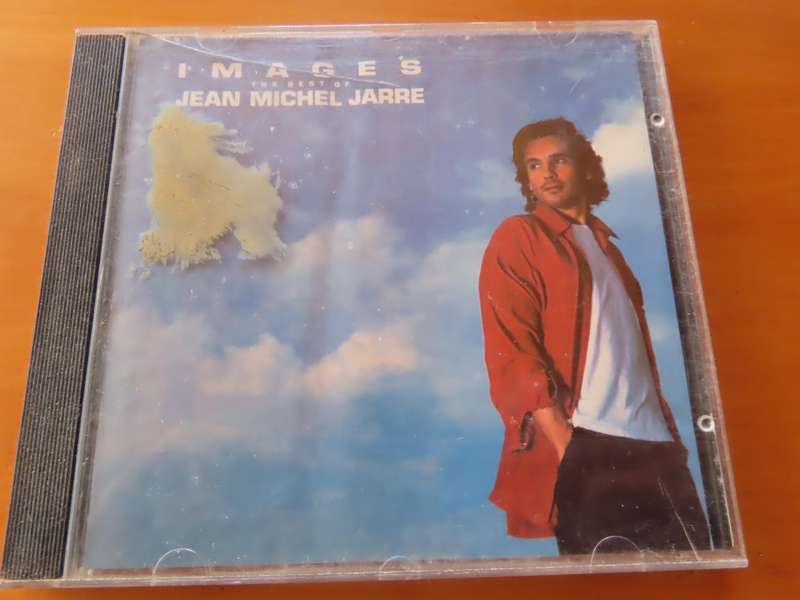 IMAGES
THE BEST OF
JEAN MICHEL JARRE